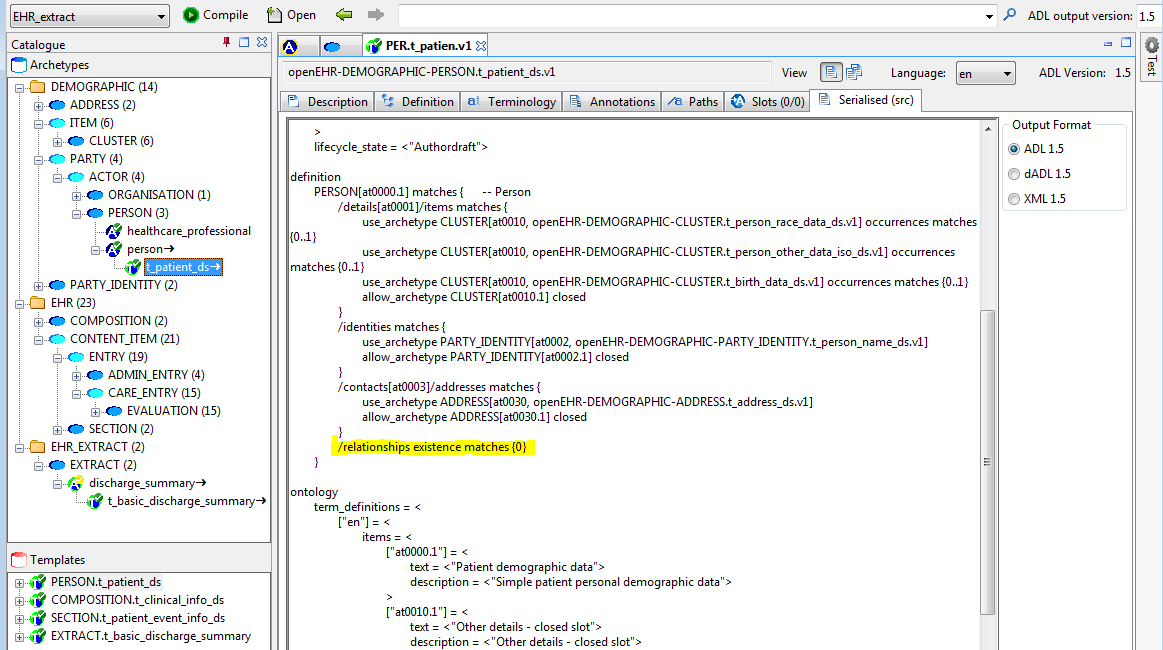 EHR_extract
Compile
Open
ADL output version: 1.5
Catalogue
Archetypes
DEMOGRAPHIC (14)
ADDRESS (2)
ITEM (6)
CLUSTER (6)
PARTY (4)
ACTOR (4)
ORGANISATION (1)
PERSON (3)
healthcare_professional
person→
t_patient_ds→
PARTY_IDENTITY (2)
EHR (23)
COMPOSITION (2)
CONTENT_ITEM (21)
ENTRY (19)
ADMIN_ENTRY (4)
CARE_ENTRY (15)
EVALUATION (15)
SECTION (2)
EHR_EXTRACT (2)
EXTRACT (2)
discharge_summary→
t_basic_discharge_summary→
Templates
PERSON.t_patient_ds
COMPOSITION.t_clinical_info_ds
SECTION.t_patient_event_info_ds
EXTRACT.t_basic_discharge_summary
PER.t_patien.v1
openEHR-DEMOGRAPHIC-PERSON.t_patient_ds.v1
View
Language: en
ADL Version: 1.5
Description
Definition
Terminology
Annotations
Paths
Slots (0/0)
Serialised (src)
>
lifecycle_state = <"Authordraft">
definition
PERSON[at0000.1] matches { -- Person
/details[at0001]/items matches {
use_archetype CLUSTER[at0010, openEHR-DEMOGRAPHIC-CLUSTER.t_person_race_data_ds.v1] occurrences matches
{0..1}
use_archetype CLUSTER[at0010, openEHR-DEMOGRAPHIC-CLUSTER.t_person_other_data_iso_ds.v1] occurrences
matches {0..1}
use_archetype CLUSTER[at0010, openEHR-DEMOGRAPHIC-CLUSTER.t_birth_data_ds.v1] occurrences matches {0..1}
allow_archetype CLUSTER[at0010.1] closed
}
/identities matches {
use_archetype PARTY_IDENTITY[at0002, openEHR-DEMOGRAPHIC-PARTY_IDENTITY.t_person_name_ds.v1]
allow_archetype PARTY_IDENTITY[at0002.1] closed
}
/contacts[at0003]/addresses matches {
use_archetype ADDRESS[at0030, openEHR-DEMOGRAPHIC-ADDRESS.t_address_ds.v1]
allow_archetype ADDRESS[at0030.1] closed
}
/relationships existence matches {0}
}
ontology
term_definitions = <
["en"] = <
items = <
["at0000.1"] = <
text = <"Patient demographic data">
description = <"Simple patient personal demographic data">
>
["at0010.1"] = <
text = <"Other details - closed slot">
description = <"Other details - closed slot">
Output Format
ADL 1.5
dADL 1.5
XML 1.5
Test